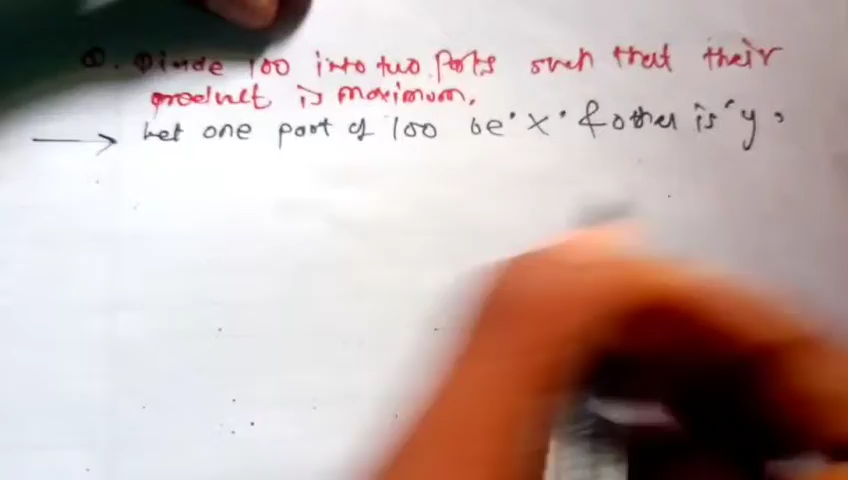 Q. Divide 100 into two Parts such that their
product is maximum.
Let one part of 100 be 'x' & other is 'y'